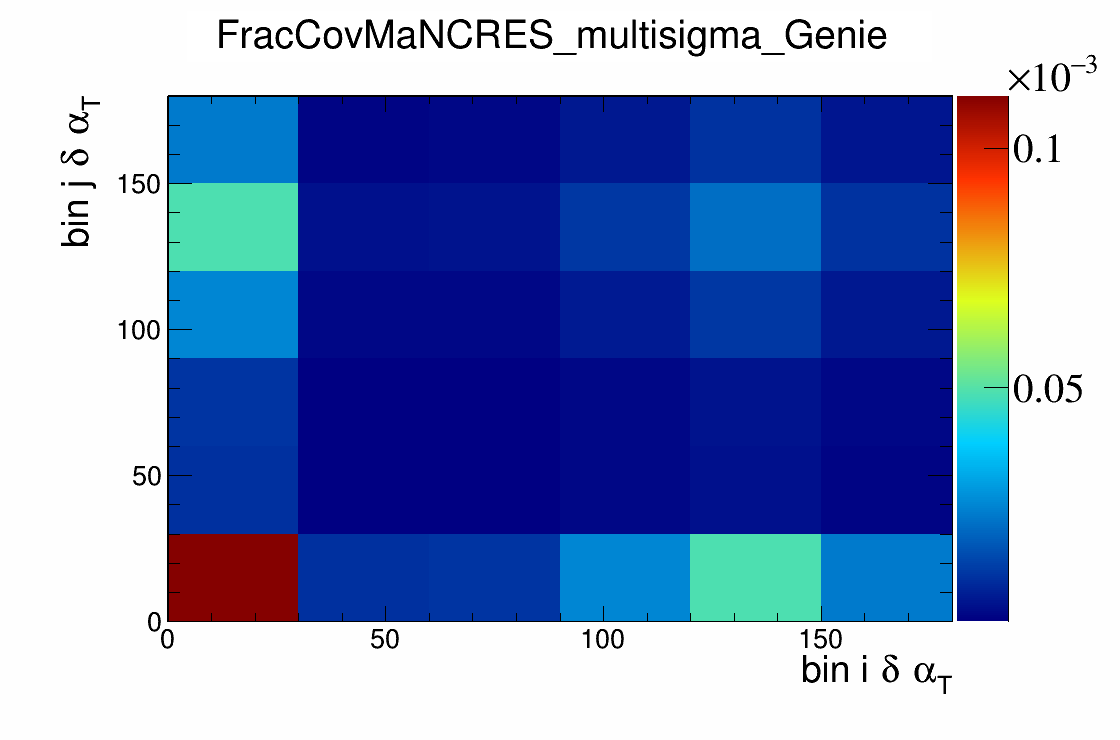 FracCovMaNCRES_multisigma_Genie
×10⁻³
bin j δ α_T
150
100
50
0
0.1
0.05
0 50 100 150
bin i δ α_T